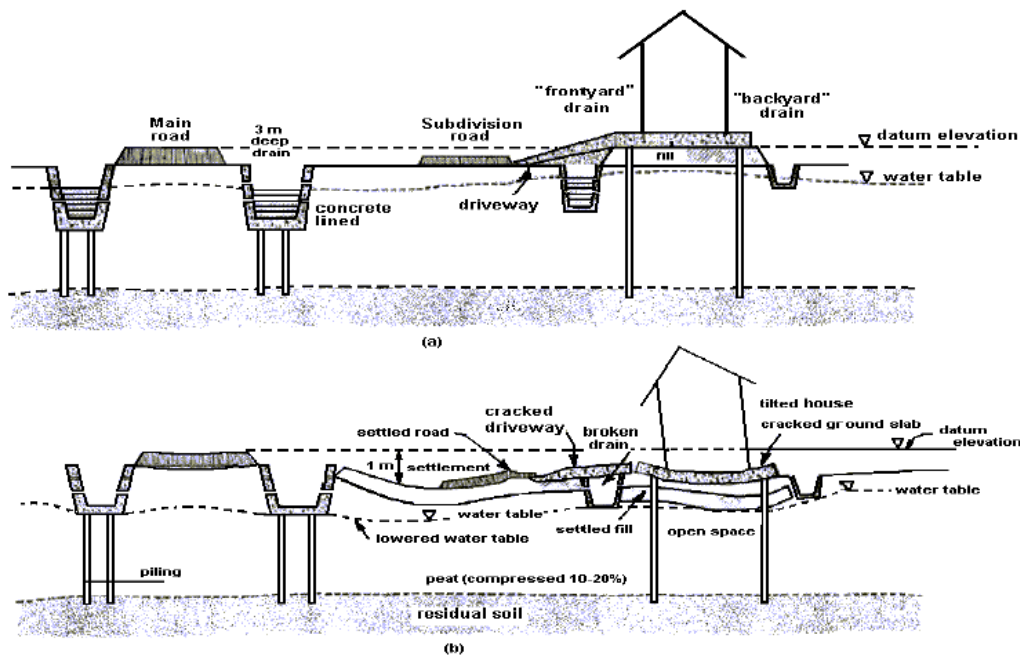 "frontyard"
drain
"backyard"
drain
Main
road
3 m
deep
drain
Subdivision
road
datum elevation
fill
water table
driveway
concrete
lined
(a)
cracked
driveway
tilted house
cracked ground slab
settled road
broken
drain
datum
elevation
1 m
settlement
water table
water table
lowered water table
settled fill
open space
piling
peat (compressed 10-20%)
residual soil
(b)